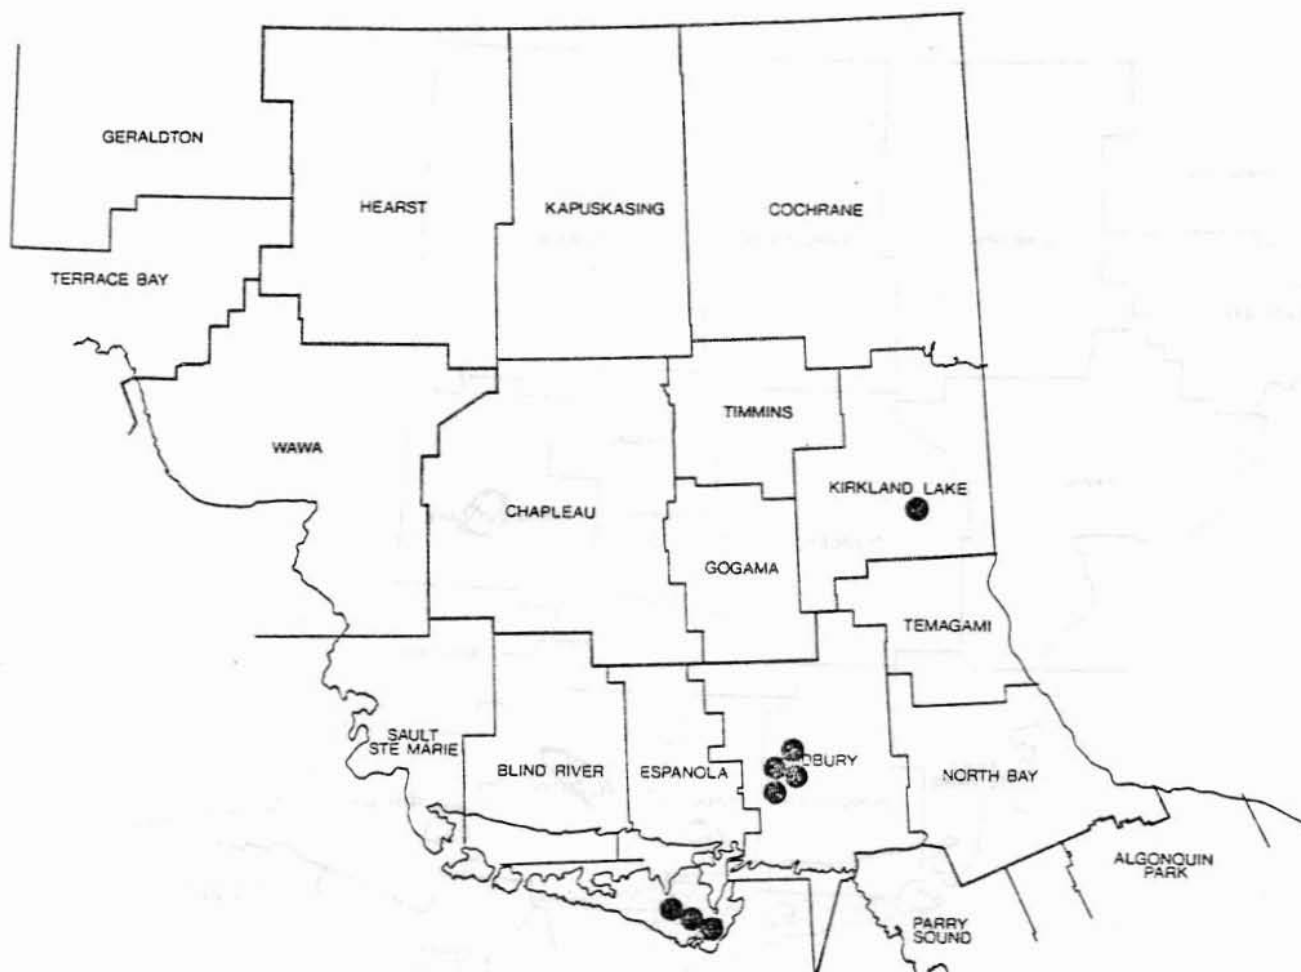 GERALDTON
HEARST
KAPUSKASING
COCHRANE
TERRACE BAY
TIMMINS
WAWA
KIRKLAND LAKE
CHAPLEAU
GOGAMA
TEMAGAMI
SAULT
STE MARIE
BLIND RIVER
ESPANOLA
DBURY
NORTH BAY
ALGONQUIN
PARK
PARRY
SOUND